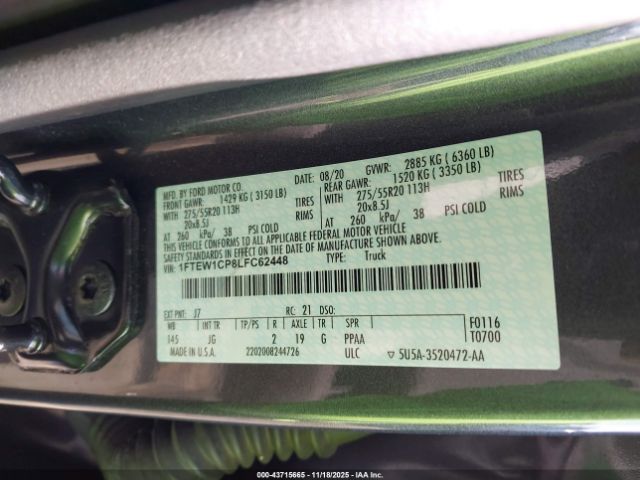 MFD. BY FORD MOTOR CO. 08/20 GVWR: 2885 KG ( 6360 LB)
FRONT GAWR: 1429 KG ( 3150 LB) REAR GAWR: 1520 KG ( 3350 LB)
WITH 275/55R20 113H TIRES WITH 275/55R20 113H TIRES
20x8.5J RIMS 20x8.5J RIMS
AT 260 kPa/ 38 PSI COLD AT 260 kPa/ 38 PSI COLD
THIS VEHICLE CONFORMS TO ALL APPLICABLE FEDERAL MOTOR VEHICLE
SAFETY STANDARDS IN EFFECT ON THE DATE OF MANUFACTURE SHOWN ABOVE.
VIN: 1FTEW1CP8LFC62448 TYPE: Truck
EXT PNT: J7 RC: 21 DSO:
WB INT TR TP/PS R AXLE TR SPR F0116
145 JG 2 19 G PPAA T0700
MADE IN U.S.A. 2202008244726 ULC ▽ 5U5A-3520472-AA
000-43715665 - 11/18/2025 - IAA Inc.